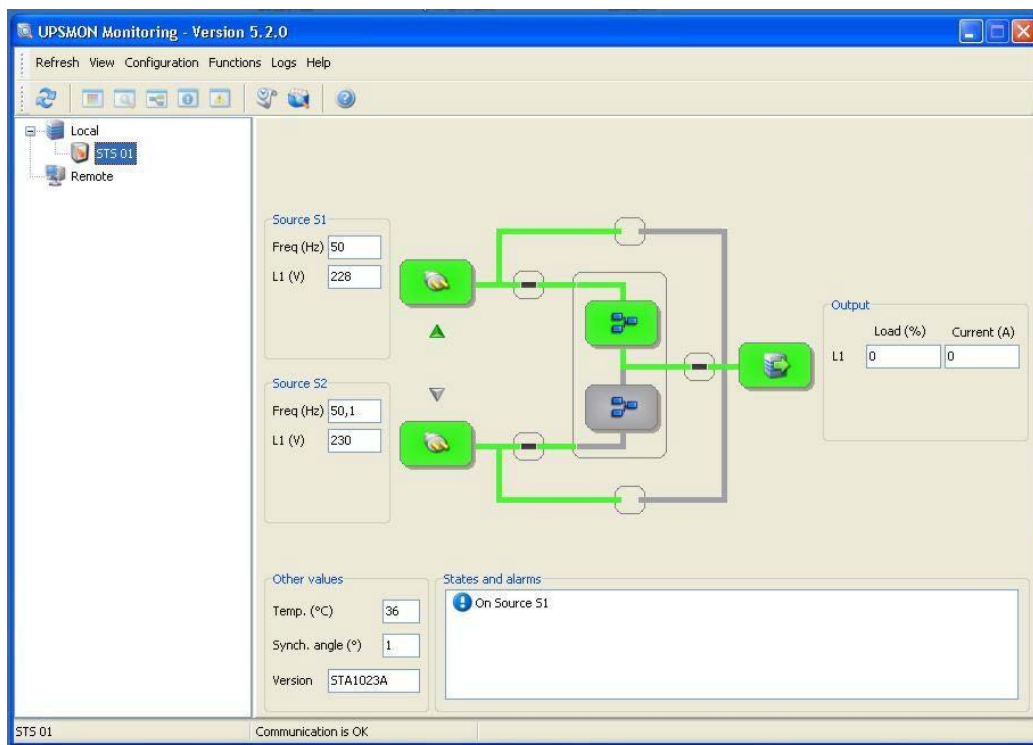 UPSMON Monitoring - Version 5.2.0
Refresh View Configuration Functions Logs Help
Local
STS 01
Remote
Source S1
Freq (Hz) 50
L1 (V) 228
Source S2
Freq (Hz) 50,1
L1 (V) 230
Output
Load (%) Current (A)
L1 0 0
Other values
Temp. (°C) 36
Synch. angle (°) 1
Version STA1023A
States and alarms
On Source S1
STS 01 Communication is OK